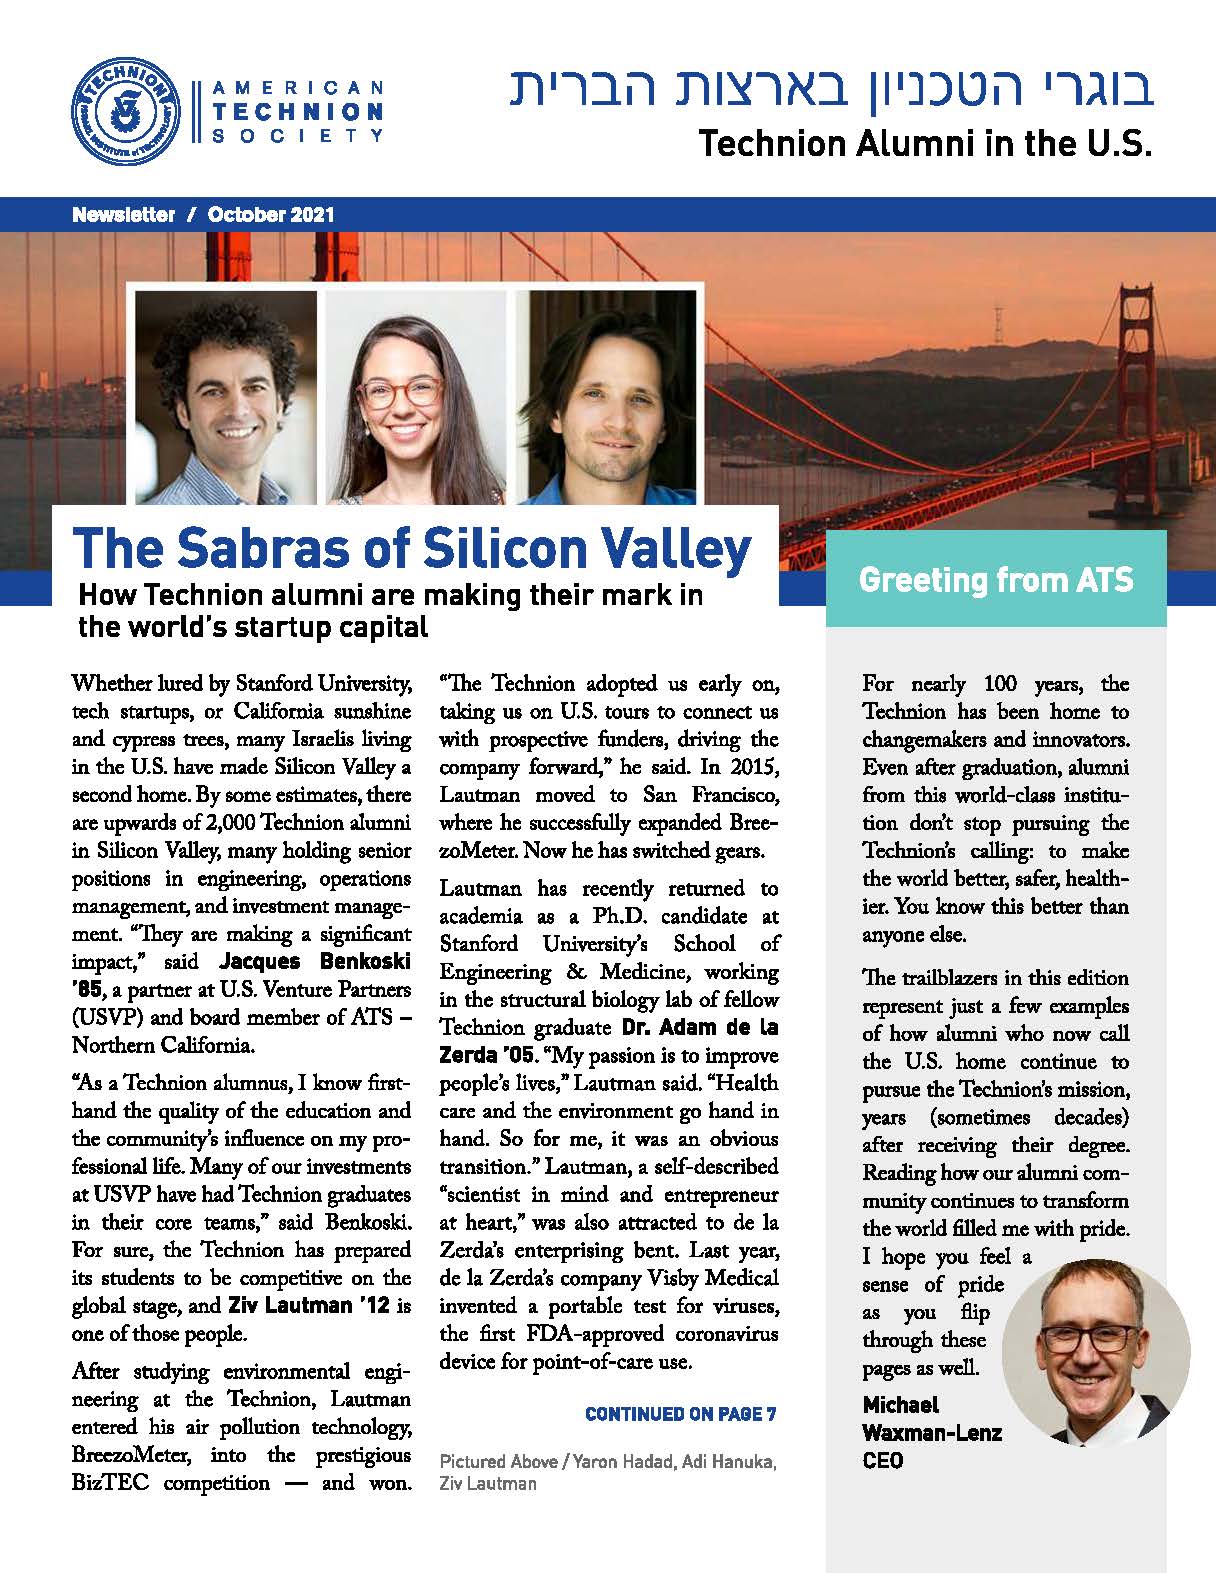 TECHNION
ISRAEL INSTITUTE of TECHNOLOGY
AMERICAN
TECHNION
SOCIETY
בוגרי הטכניון בארצות הברית
Technion Alumni in the U.S.
Newsletter / October 2021
The Sabras of Silicon Valley
How Technion alumni are making their mark in
the world’s startup capital
Whether lured by Stanford University,
tech startups, or California sunshine
and cypress trees, many Israelis living
in the U.S. have made Silicon Valley a
second home. By some estimates, there
are upwards of 2,000 Technion alumni
in Silicon Valley, many holding senior
positions in engineering, operations
management, and investment manage-
ment. “They are making a significant
impact,” said Jacques Benkoski
’85, a partner at U.S. Venture Partners
(USVP) and board member of ATS –
Northern California.
“As a Technion alumnus, I know first-
hand the quality of the education and
the community’s influence on my pro-
fessional life. Many of our investments
at USVP have had Technion graduates
in their core teams,” said Benkoski.
For sure, the Technion has prepared
its students to be competitive on the
global stage, and Ziv Lautman ’12 is
one of those people.
After studying environmental engi-
neering at the Technion, Lautman
entered his air pollution technology,
BreezoMeter, into the prestigious
BizTEC competition — and won.
“The Technion adopted us early on,
taking us on U.S. tours to connect us
with prospective funders, driving the
company forward,” he said. In 2015,
Lautman moved to San Francisco,
where he successfully expanded Bree-
zoMeter. Now he has switched gears.
Lautman has recently returned to
academia as a Ph.D. candidate at
Stanford University’s School of
Engineering & Medicine, working
in the structural biology lab of fellow
Technion graduate Dr. Adam de la
Zerda ’05. “My passion is to improve
people’s lives,” Lautman said. “Health
care and the environment go hand in
hand. So for me, it was an obvious
transition.” Lautman, a self-described
“scientist in mind and entrepreneur
at heart,” was also attracted to de la
Zerda’s enterprising bent. Last year,
de la Zerda’s company Visby Medical
invented a portable test for viruses,
the first FDA-approved coronavirus
device for point-of-care use.
CONTINUED ON PAGE 7
Pictured Above / Yaron Hadad, Adi Hanuka,
Ziv Lautman
Greeting from ATS
For nearly 100 years, the
Technion has been home to
changemakers and innovators.
Even after graduation, alumni
from this world-class institu-
tion don’t stop pursuing the
Technion’s calling: to make
the world better, safer, health-
ier. You know this better than
anyone else.
The trailblazers in this edition
represent just a few examples
of how alumni who now call
the U.S. home continue to
pursue the Technion’s mission,
years (sometimes decades)
after receiving their degree.
Reading how our alumni com-
munity continues to transform
the world filled me with pride.
I hope you feel a
sense of pride
as you flip
through these
pages as well.
Michael
Waxman-Lenz
CEO